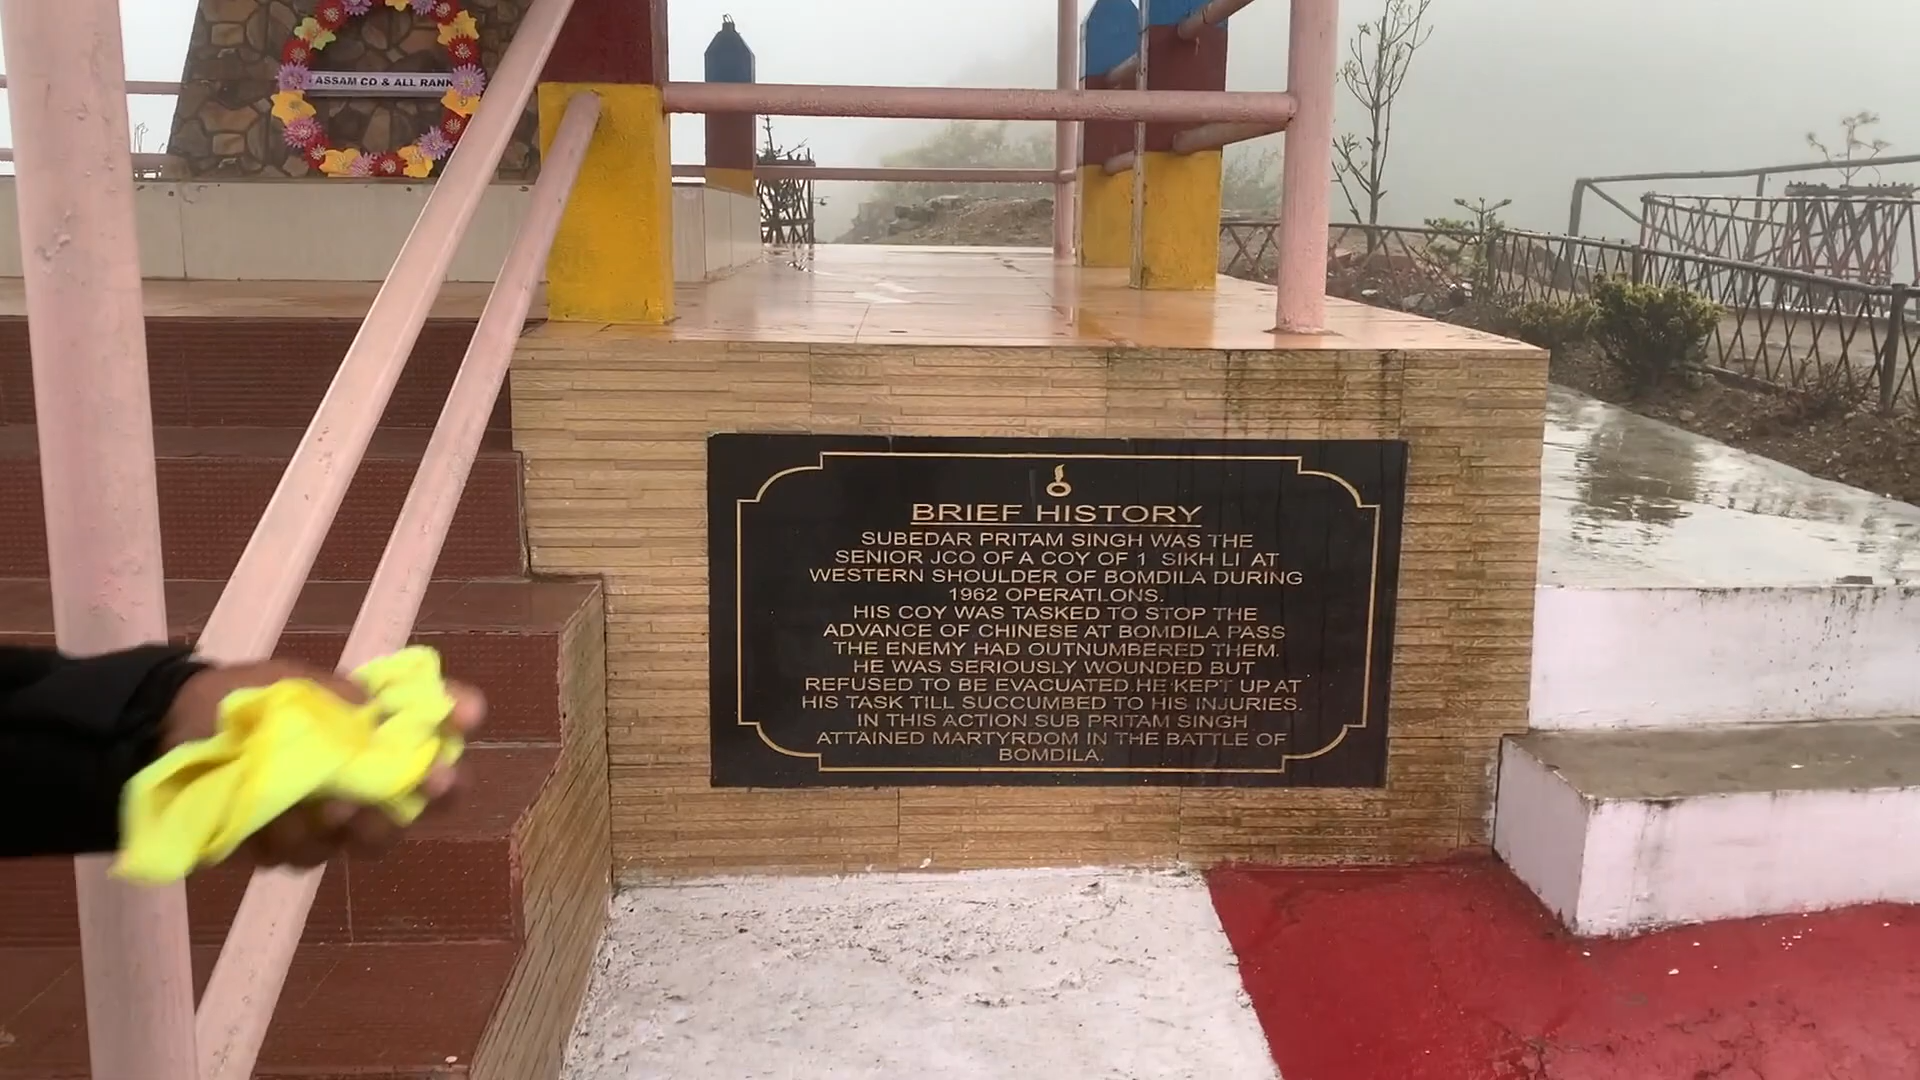 ASSAM CO & ALL RANK
BRIEF HISTORY
SUBEDAR PRITAM SINGH WAS THE
SENIOR JCO OF A COY OF 1 SIKH LI AT
WESTERN SHOULDER OF BOMDILA DURING
1962 OPERATIONS.
HIS COY WAS TASKED TO STOP THE
ADVANCE OF CHINESE AT BOMDILA PASS
THE ENEMY HAD OUTNUMBERED THEM.
HE WAS SERIOUSLY WOUNDED BUT
REFUSED TO BE EVACUATED.HE KEPT UP AT
HIS TASK TILL SUCCUMBED TO HIS INJURIES.
IN THIS ACTION SUB PRITAM SINGH
ATTAINED MARTYRDOM IN THE BATTLE OF
BOMDILA.